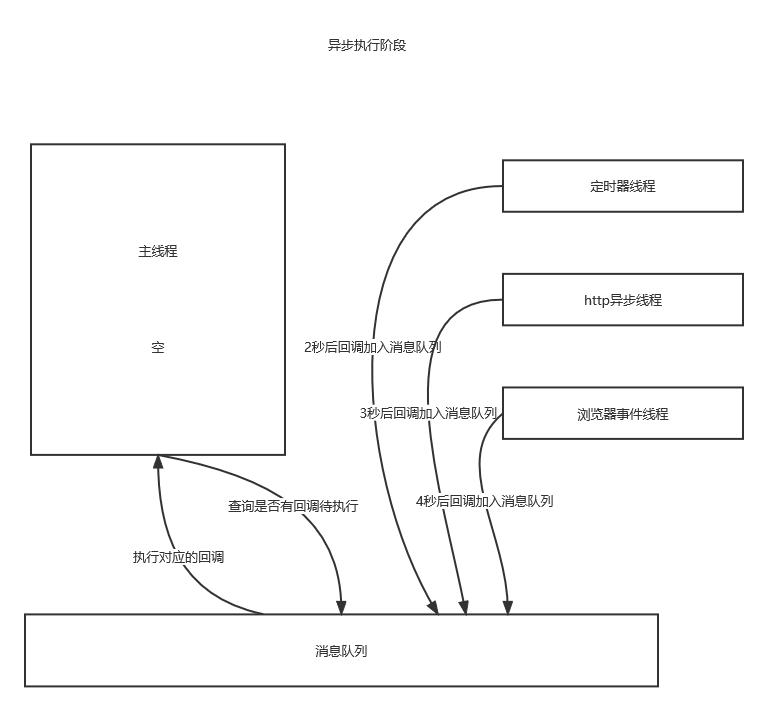 异步执行阶段
主线程
空
定时器线程
http异步线程
浏览器事件线程
2秒后回调加入消息队列
3秒后回调加入消息队列
4秒后回调加入消息队列
查询是否有回调待执行
执行对应的回调
消息队列